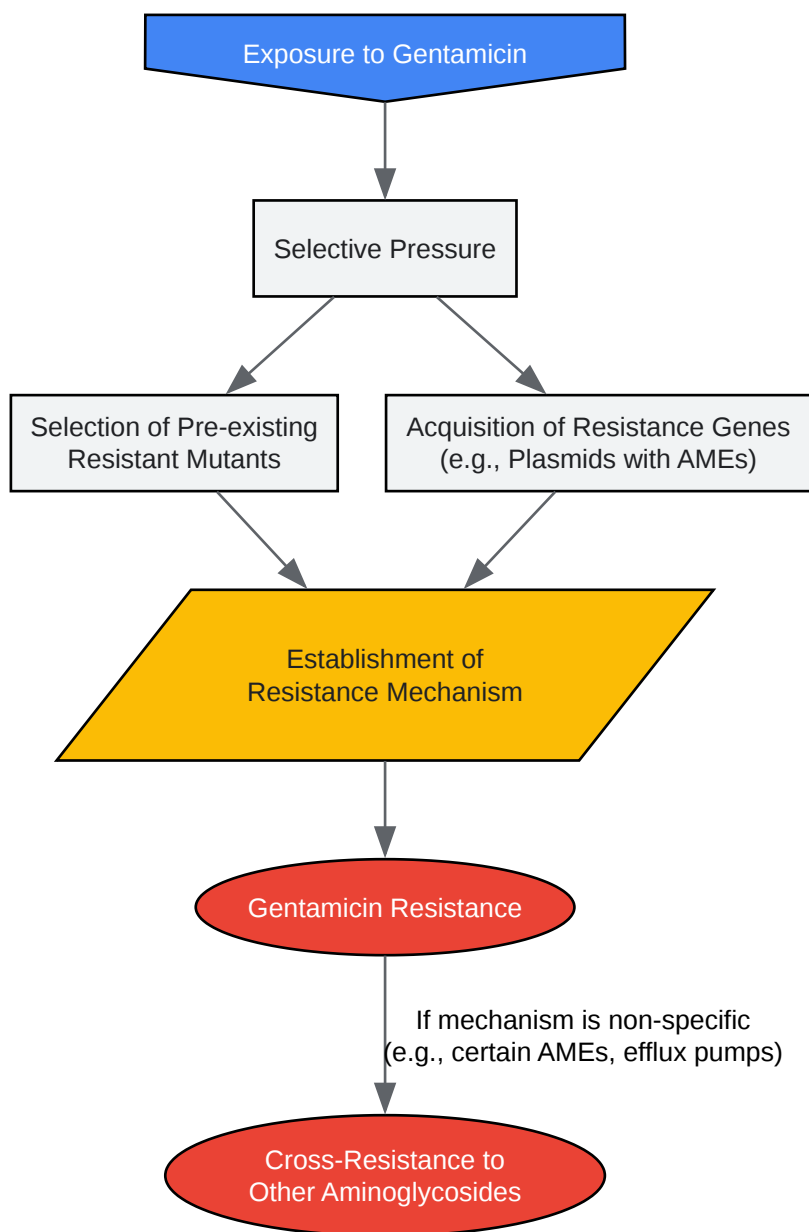 Exposure to Gentamicin
Selective Pressure
Selection of Pre-existing
Resistant Mutants
Acquisition of Resistance Genes
(e.g., Plasmids with AMEs)
Establishment of
Resistance Mechanism
Gentamicin Resistance
If mechanism is non-specific
(e.g., certain AMEs, efflux pumps)
Cross-Resistance to
Other Aminoglycosides